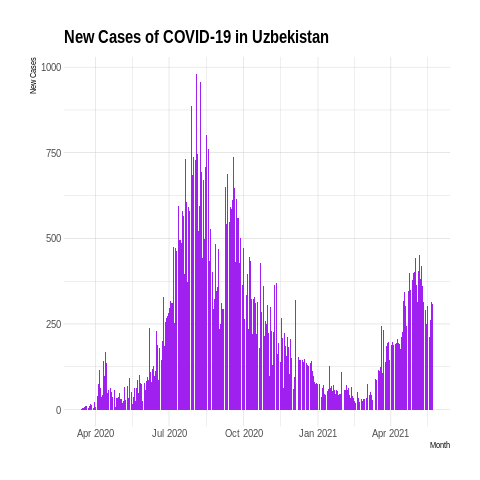 New Cases of COVID-19 in Uzbekistan
New Cases
1000
750
500
250
0
Apr 2020 Jul 2020 Oct 2020 Jan 2021 Apr 2021
Month